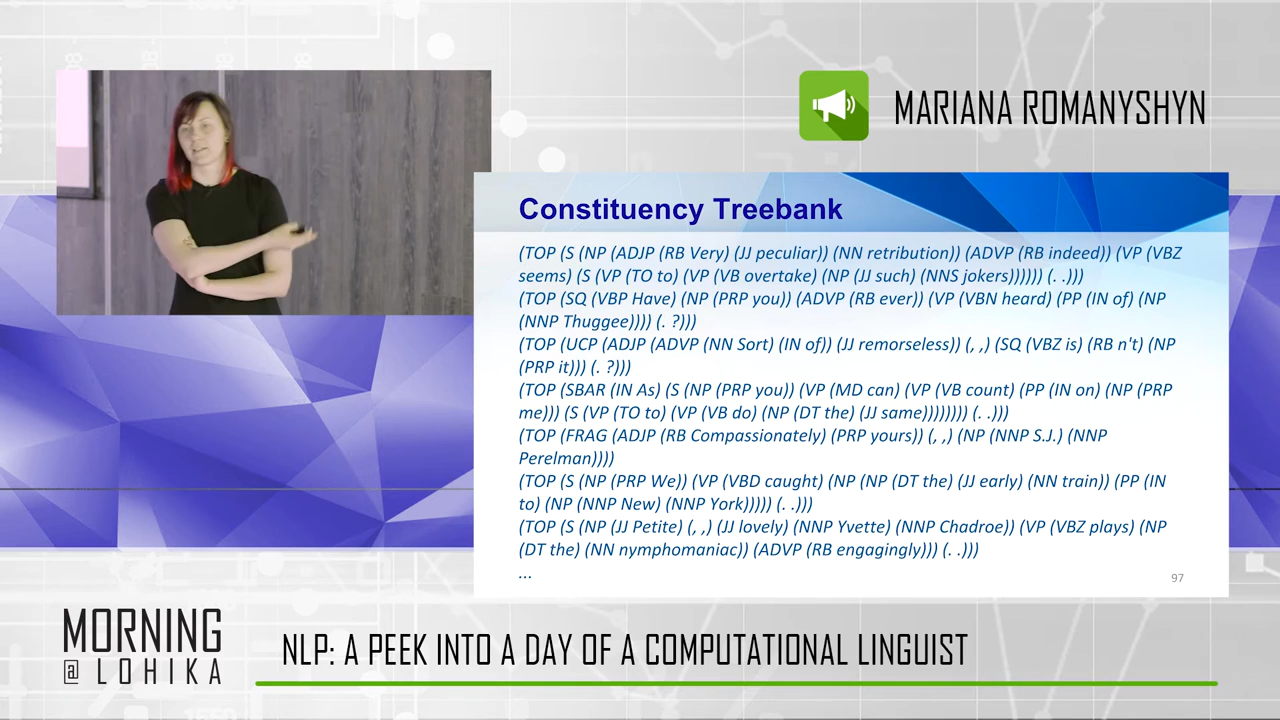 MARIANA ROMANYSHYN
Constituency Treebank
(TOP (S (NP (ADJP (RB Very) (JJ peculiar)) (NN retribution)) (ADVP (RB indeed)) (VP (VBZ
seems) (S (VP (TO to) (VP (VB overtake) (NP (JJ such) (NNS jokers)))))) (. .)))
(TOP (SQ (VBP Have) (NP (PRP you)) (ADVP (RB ever)) (VP (VBN heard) (PP (IN of) (NP
(NNP Thuggee)))) (. ?)))
(TOP (UCP (ADJP (ADVP (NN Sort) (IN of)) (JJ remorseless)) (, ,) (SQ (VBZ is) (RB n't) (NP
(PRP it))) (. ?)))
(TOP (SBAR (IN As) (S (NP (PRP you)) (VP (MD can) (VP (VB count) (PP (IN on) (NP (PRP
me))) (S (VP (TO to) (VP (VB do) (NP (DT the) (JJ same)))))))) (. .)))
(TOP (FRAG (ADJP (RB Compassionately) (PRP yours)) (, ,) (NP (NNP S.J.) (NNP
Perelman))))
(TOP (S (NP (PRP We)) (VP (VBD caught) (NP (NP (DT the) (JJ early) (NN train)) (PP (IN
to) (NP (NNP New) (NNP York))))) (. .)))
(TOP (S (NP (JJ Petite) (, ,) (JJ lovely) (NNP Yvette) (NNP Chadroe)) (VP (VBZ plays) (NP
(DT the) (NN nymphomaniac)) (ADVP (RB engagingly))) (. .)))
...
97
MORNING
@ LOHIKA
NLP: A PEEK INTO A DAY OF A COMPUTATIONAL LINGUIST